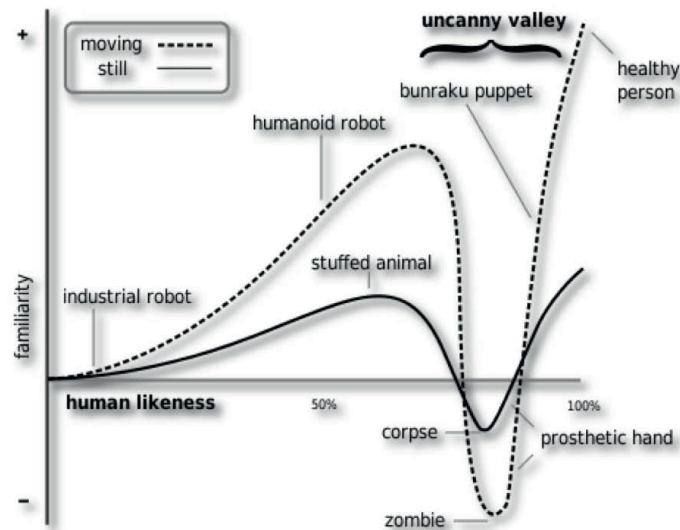 +
uncanny valley
moving
still
healthy
person
bunraku puppet
humanoid robot
stuffed animal
industrial robot
familiarity
human likeness
50%
100%
corpse
prosthetic hand
–
zombie